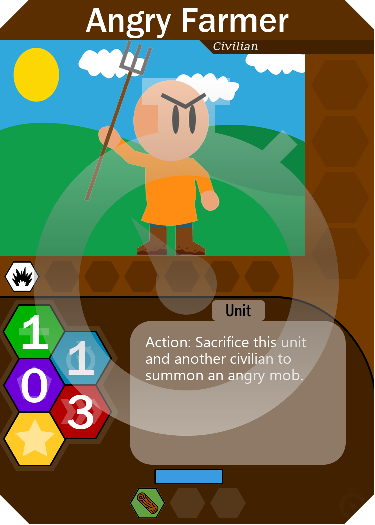 Angry Farmer
Civilian
Unit
1
1
0
3
Action: Sacrifice this unit
and another civilian to
summon an angry mob.